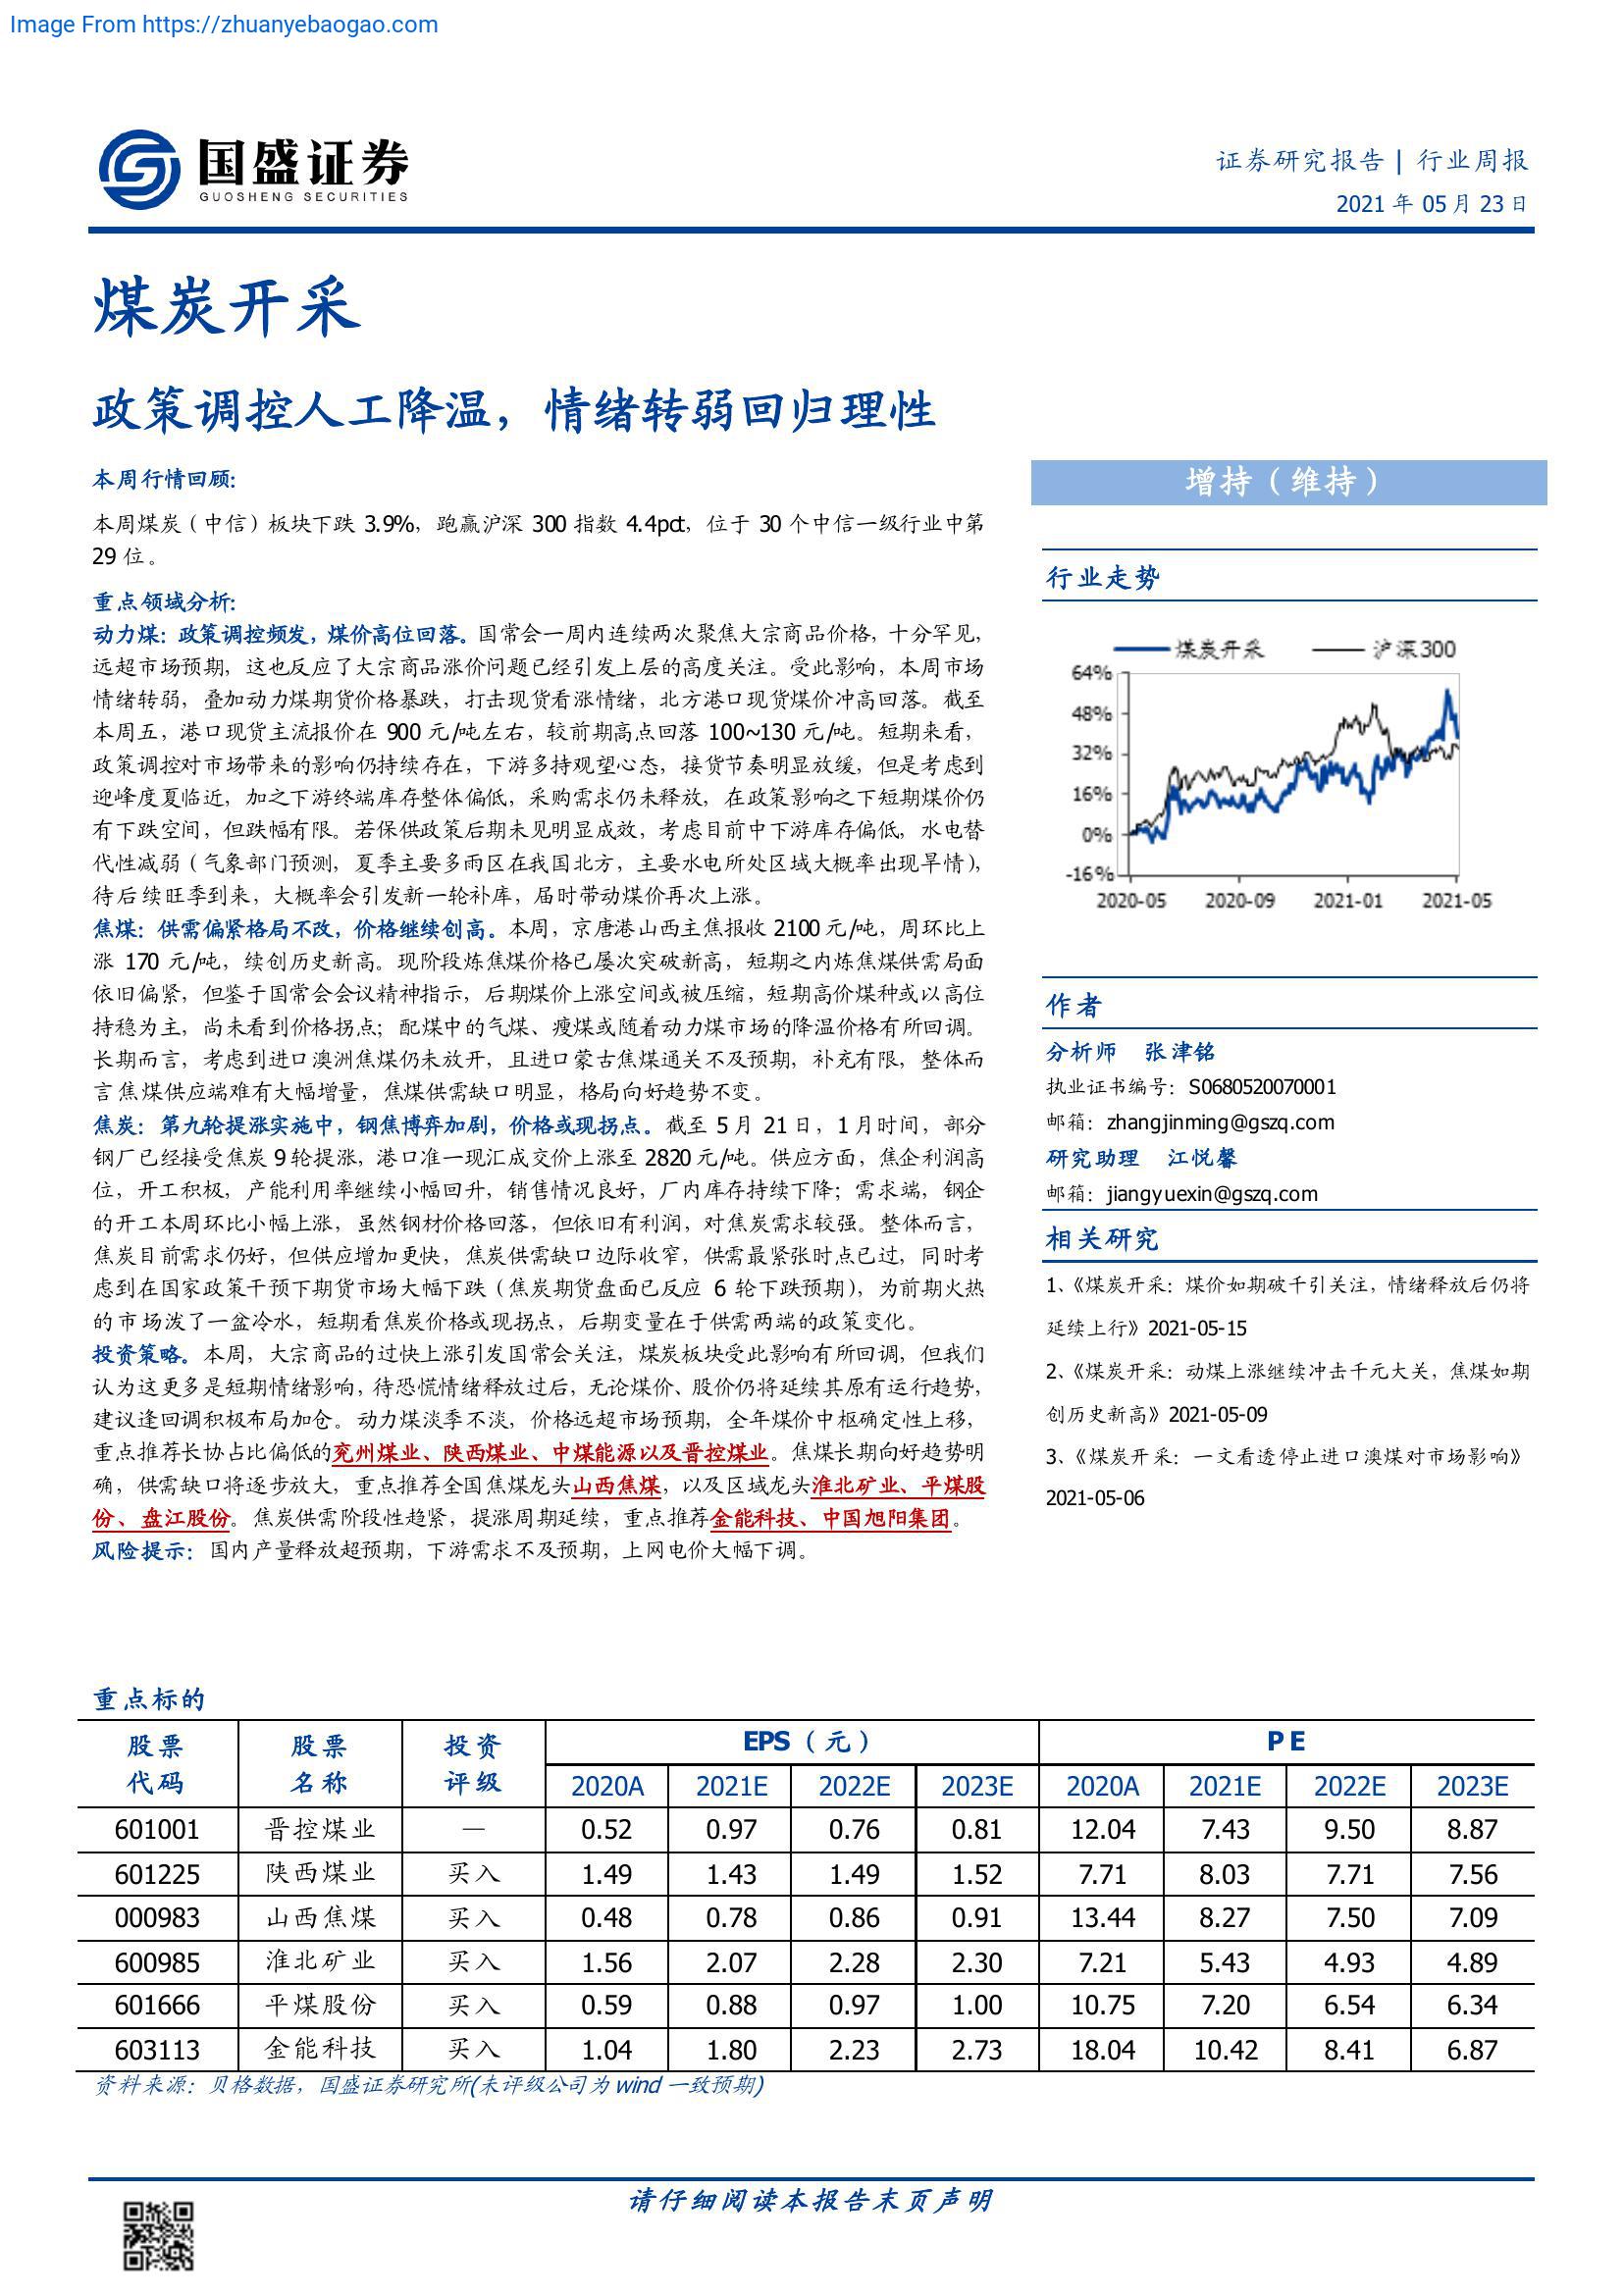 Image From https://zhuanyebaogao.com
国盛证券
GUOSHENG SECURITIES
证券研究报告 | 行业周报
2021 年 05 月 23 日
煤炭开采
政策调控人工降温，情绪转弱回归理性
本周行情回顾：
本周煤炭（中信）板块下跌 3.9%，跑赢沪深 300 指数 4.4pct，位于 30 个中信一级行业中第
29 位。
重点领域分析：
动力煤：政策调控频发，煤价高位回落。国常会一周内连续两次聚焦大宗商品价格，十分罕见，
远超市场预期，这也反应了大宗商品涨价问题已经引发上层的高度关注。受此影响，本周市场
情绪转弱，叠加动力煤期货价格暴跌，打击现货看涨情绪，北方港口现货煤价冲高回落。截至
本周五，港口现货主流报价在 900 元/吨左右，较前期高点回落 100~130 元/吨。短期来看，
政策调控对市场带来的影响仍持续存在，下游多持观望心态，接货节奏明显放缓，但是考虑到
迎峰度夏临近，加之下游终端库存整体偏低，采购需求仍未释放，在政策影响之下短期煤价仍
有下跌空间，但跌幅有限。若保供政策后期未见明显成效，考虑目前中下游库存偏低，水电替
代性减弱（气象部门预测，夏季主要多雨区在我国北方，主要水电所处区域大概率出现旱情），
待后续旺季到来，大概率会引发新一轮补库，届时带动煤价再次上涨。
焦煤：供需偏紧格局不改，价格继续创高。本周，京唐港山西主焦报收 2100 元/吨，周环比上
涨 170 元/吨，续创历史新高。现阶段炼焦煤价格已屡次突破新高，短期之内炼焦煤供需局面
依旧偏紧，但鉴于国常会会议精神指示，后期煤价上涨空间或被压缩，短期高价煤种或以高位
持稳为主，尚未看到价格拐点；配煤中的气煤、瘦煤或随着动力煤市场的降温价格有所回调。
长期而言，考虑到进口澳洲焦煤仍未放开，且进口蒙古焦煤通关不及预期，补充有限，整体而
言焦煤供应端难有大幅增量，焦煤供需缺口明显，格局向好趋势不变。
焦炭：第九轮提涨实施中，钢焦博弈加剧，价格或现拐点。截至 5 月 21 日，1 月时间，部分
钢厂已经接受焦炭 9 轮提涨，港口准一现汇成交价上涨至 2820 元/吨。供应方面，焦企利润高
位，开工积极，产能利用率继续小幅回升，销售情况良好，厂内库存持续下降；需求端，钢企
的开工本周环比小幅上涨，虽然钢材价格回落，但依旧有利润，对焦炭需求较强。整体而言，
焦炭目前需求仍好，但供应增加更快，焦炭供需缺口边际收窄，供需最紧张时点已过，同时考
虑到在国家政策干预下期货市场大幅下跌（焦炭期货盘面已反应 6 轮下跌预期），为前期火热
的市场泼了一盆冷水，短期看焦炭价格或现拐点，后期变量在于供需两端的政策变化。
投资策略。本周，大宗商品的过快上涨引发国常会关注，煤炭板块受此影响有所回调，但我们
认为这更多是短期情绪影响，待恐慌情绪释放过后，无论煤价、股价仍将延续其原有运行趋势，
建议逢回调积极布局加仓。动力煤淡季不淡，价格远超市场预期，全年煤价中枢确定性上移，
重点推荐长协占比偏低的兖州煤业、陕西煤业、中煤能源以及晋控煤业。焦煤长期向好趋势明
确，供需缺口将逐步放大，重点推荐全国焦煤龙头山西焦煤，以及区域龙头淮北矿业、平煤股
份、盘江股份。焦炭供需阶段性趋紧，提涨周期延续，重点推荐金能科技、中国旭阳集团。
风险提示：国内产量释放超预期，下游需求不及预期，上网电价大幅下调。
增持（维持）
行业走势
煤炭开采 沪深300
64%
48%
32%
16%
0%
-16%
2020-05 2020-09 2021-01 2021-05
作者
分析师 张津铭
执业证书编号：S0680520070001
邮箱：zhangjinming@gszq.com
研究助理 江悦馨
邮箱：jiangyuexin@gszq.com
相关研究
1、《煤炭开采：煤价如期破千引关注，情绪释放后仍将
延续上行》2021-05-15
2、《煤炭开采：动煤上涨继续冲击千元大关，焦煤如期
创历史新高》2021-05-09
3、《煤炭开采：一文看透停止进口澳煤对市场影响》
2021-05-06
重点标的
股票代码 股票名称 投资评级 EPS（元） PE
2020A 2021E 2022E 2023E 2020A 2021E 2022E 2023E
601001 晋控煤业 — 0.52 0.97 0.76 0.81 12.04 7.43 9.50 8.87
601225 陕西煤业 买入 1.49 1.43 1.49 1.52 7.71 8.03 7.71 7.56
000983 山西焦煤 买入 0.48 0.78 0.86 0.91 13.44 8.27 7.50 7.09
600985 淮北矿业 买入 1.56 2.07 2.28 2.30 7.21 5.43 4.93 4.89
601666 平煤股份 买入 0.59 0.88 0.97 1.00 10.75 7.20 6.54 6.34
603113 金能科技 买入 1.04 1.80 2.23 2.73 18.04 10.42 8.41 6.87
资料来源：贝格数据，国盛证券研究所(未评级公司为 wind 一致预期)
请仔细阅读本报告末页声明